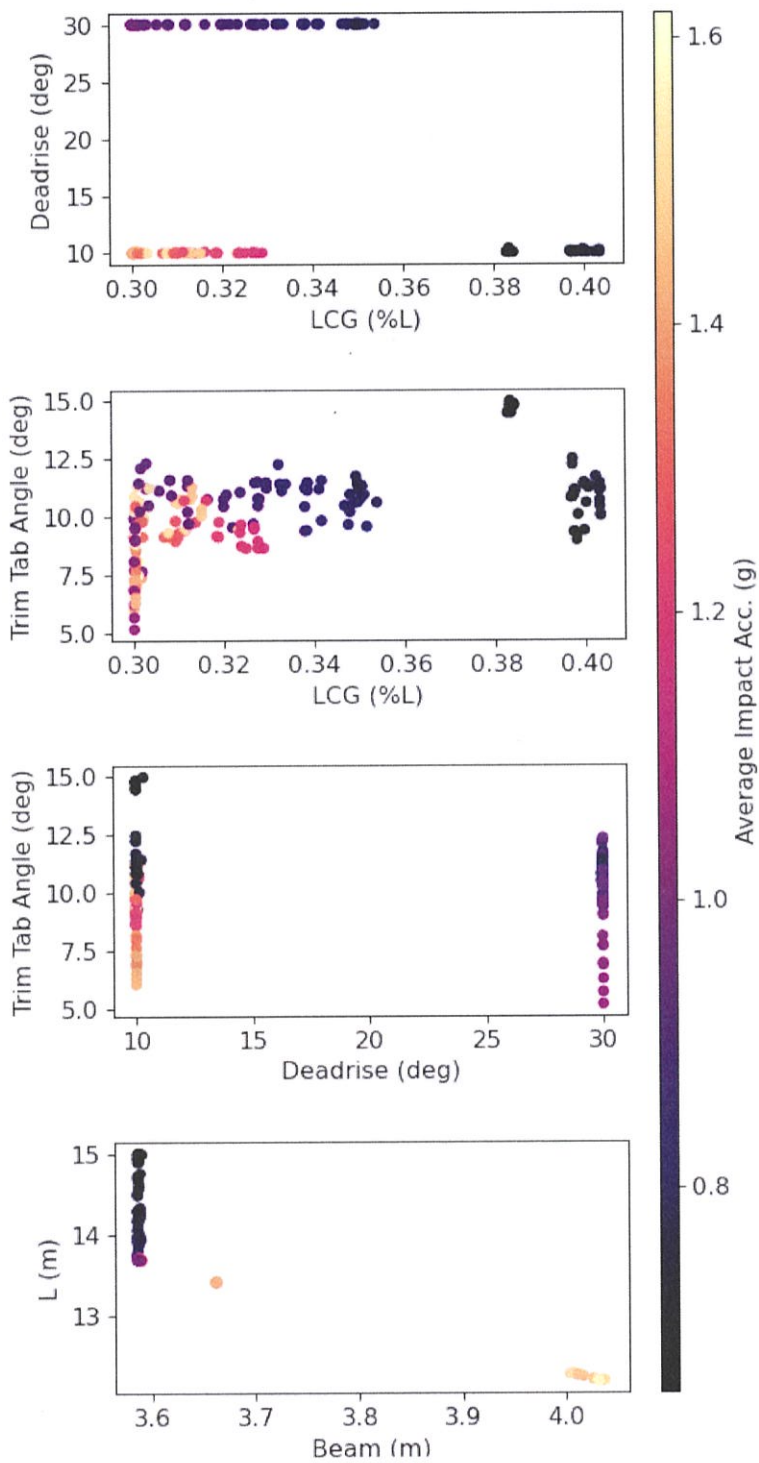 30
25
20
15
10
Deadrise (deg)
0.30 0.32 0.34 0.36 0.38 0.40
LCG (%L)
15.0
12.5
10.0
7.5
5.0
Trim Tab Angle (deg)
0.30 0.32 0.34 0.36 0.38 0.40
LCG (%L)
15.0
12.5
10.0
7.5
5.0
Trim Tab Angle (deg)
10 15 20 25 30
Deadrise (deg)
15
14
13
L (m)
3.6 3.7 3.8 3.9 4.0
Beam (m)
1.6
1.4
1.2
1.0
0.8
Average Impact Acc. (g)